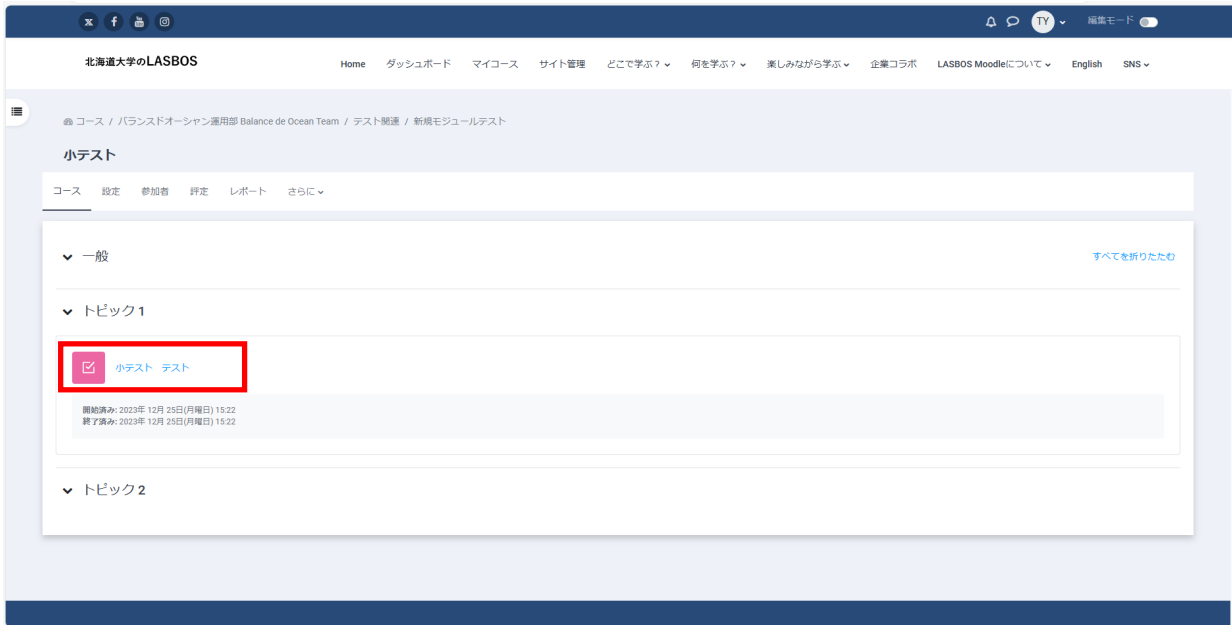 TY 編集モード
北海道大学のLASBOS Home ダッシュボード マイコース サイト管理 どこで学ぶ？ 何を学ぶ？ 楽しみながら学ぶ 企業コラボ LASBOS Moodleについて English SNS
コース / バランスドオーシャン運用部 Balance de Ocean Team / テスト関連 / 新規モジュールテスト
小テスト
コース 設定 参加者 評定 レポート さらに
一般 すべてを折りたたむ
トピック 1
小テスト テスト
開始済み: 2023年 12月 25日(月曜日) 15:22
終了済み: 2023年 12月 25日(月曜日) 15:22
トピック 2